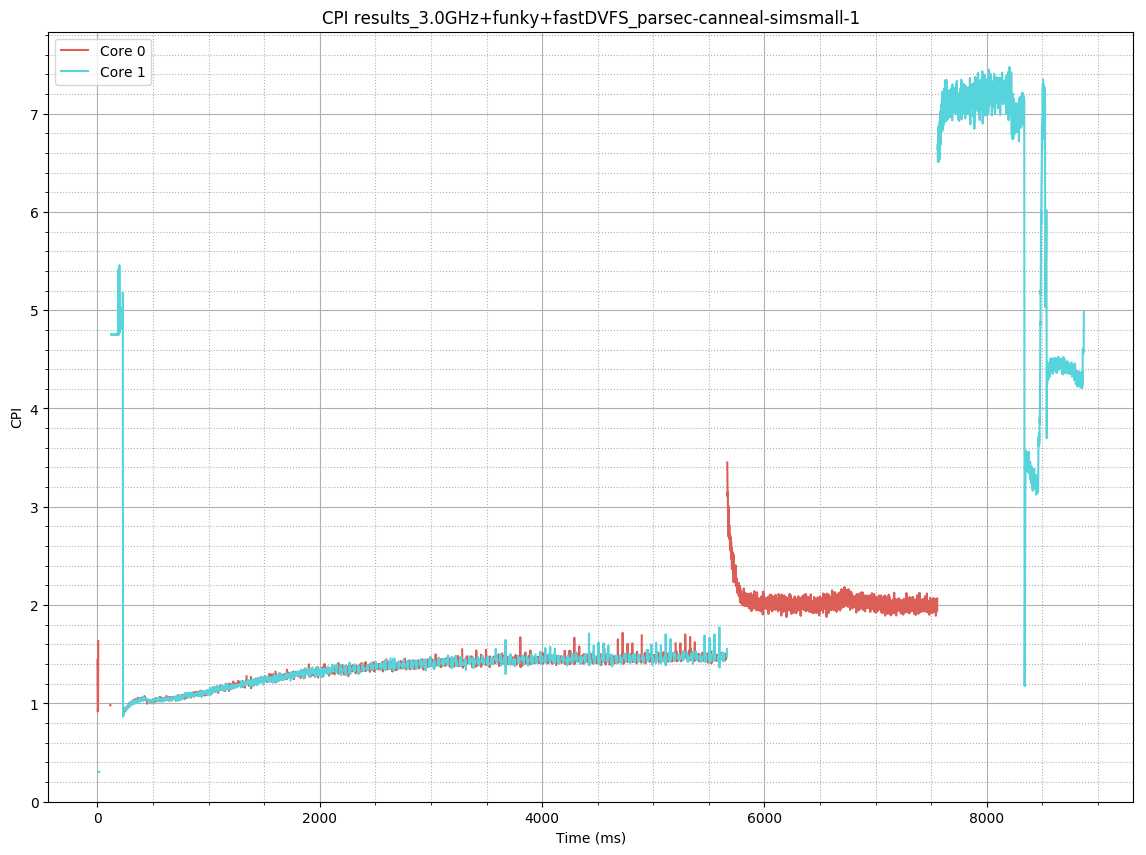 CPI results_3.0GHz+funky+fastDVFS_parsec-canneal-simsmall-1
Core 0
Core 1
7
6
5
4
3
2
1
0
CPI
0 2000 4000 6000 8000
Time (ms)